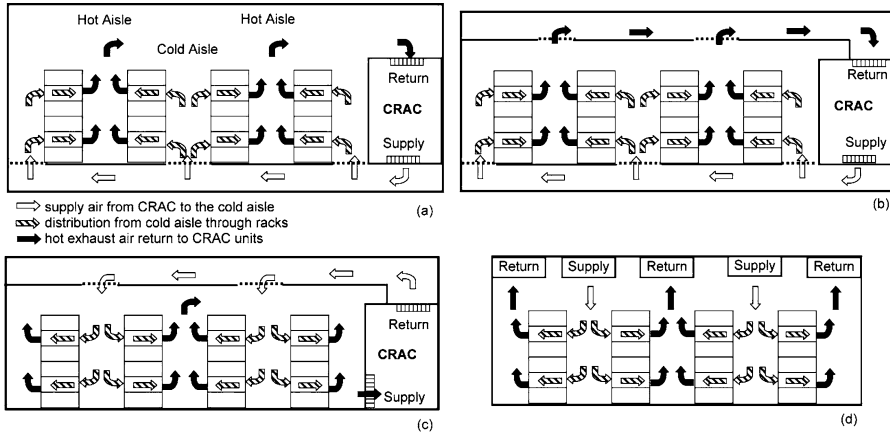 Hot Aisle
Hot Aisle
Cold Aisle
Return
CRAC
Supply
(a)
Return
CRAC
Supply
(b)
supply air from CRAC to the cold aisle
distribution from cold aisle through racks
hot exhaust air return to CRAC units
Return
CRAC
Supply
(c)
Return Supply Return Supply Return
(d)